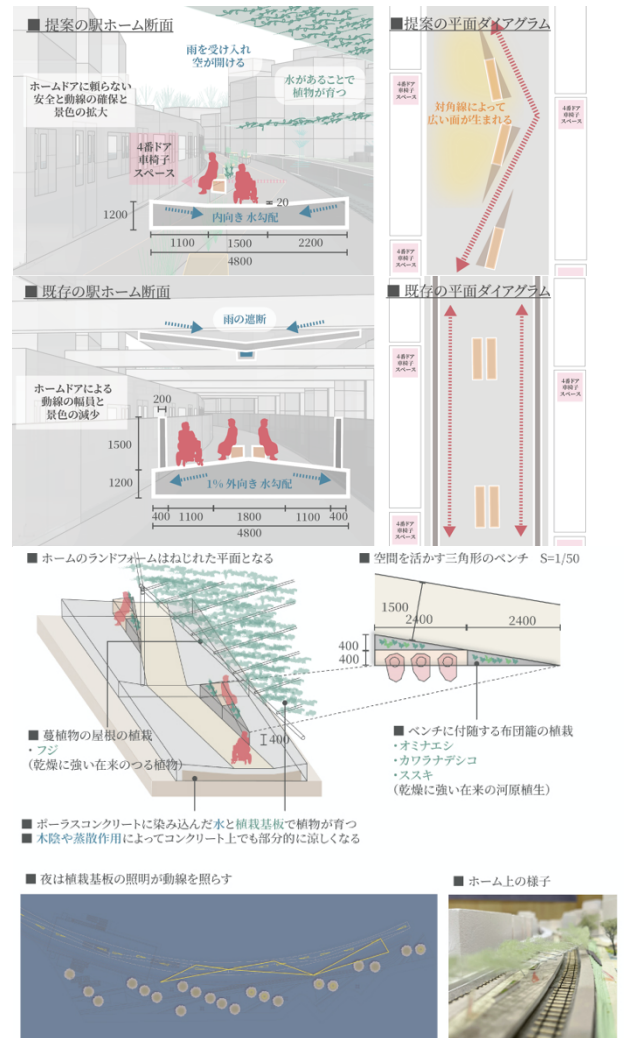 ■ 提案の駅ホーム断面
雨を受け入れ
空が開ける
ホームドアに頼らない
安全と動線の確保と
景色の拡大
水があることで
植物が育つ
4番ドア
車椅子
スペース
20
1200
内向き 水勾配
1100
1500
2200
4800
■ 提案の平面ダイアグラム
4番ドア
車椅子
スペース
4番ドア
車椅子
スペース
対角線によって
広い面が生まれる
4番ドア
車椅子
スペース
■ 既存の駅ホーム断面
雨の遮断
ホームドアによる
動線の幅員と
景色の減少
200
1500
1200
1% 外向き 水勾配
400
1100
1800
1100
400
4800
■ 既存の平面ダイアグラム
4番ドア
車椅子
スペース
4番ドア
車椅子
スペース
4番ドア
車椅子
スペース
■ ホームのランドフォームはねじれた平面となる
400
■ 蔓植物の屋根の植栽
・フジ
(乾燥に強い在来のつる植物)
■ 空間を活かす三角形のベンチ S=1/50
1500
2400
2400
400
400
■ ベンチに付随する布団籠の植栽
・オミナエシ
・カワラナデシコ
・ススキ
(乾燥に強い在来の河原植生)
■ ポーラスコンクリートに染み込んだ水と植栽基板で植物が育つ
■ 木陰や蒸散作用によってコンクリート上でも部分的に涼しくなる
■ 夜は植栽基板の照明が動線を照らす
■ ホーム上の様子